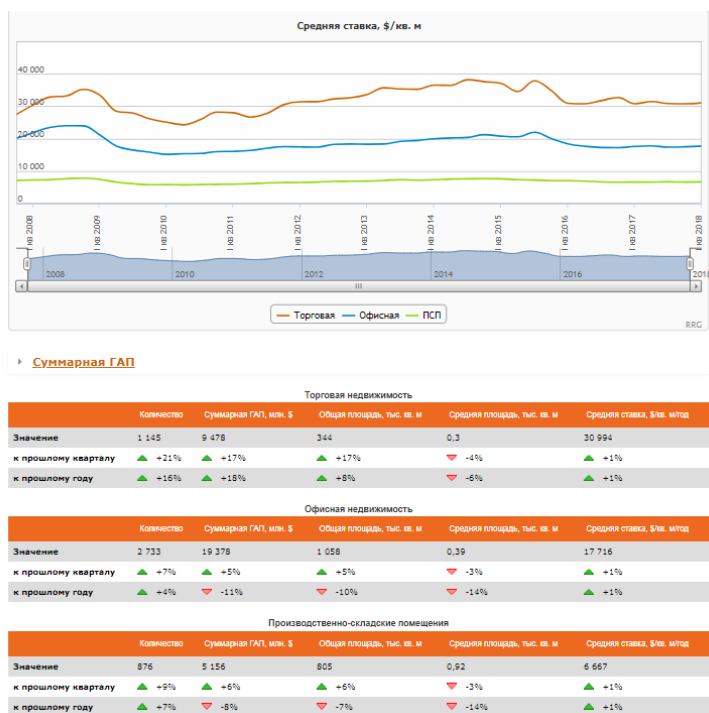 Средняя ставка, $/кв. м
40 000
30 000
20 000
10 000
0
I кв 2008
I кв 2009
I кв 2010
I кв 2011
I кв 2012
I кв 2013
I кв 2014
I кв 2015
I кв 2016
I кв 2017
I кв 2018
2008 2010 2012 2014 2016 2018
Торговая Офисная ПСП
RRG
Суммарная ГАП
Торговая недвижимость
Количество Суммарная ГАП, млн. $ Общая площадь, тыс. кв. м Средняя площадь, тыс. кв. м Средняя ставка, $/кв. м/год
Значение 1 145 9 478 344 0,3 30 994
к прошлому кварталу +21% +17% +17% -4% +1%
к прошлому году +16% +18% +8% -6% +1%
Офисная недвижимость
Количество Суммарная ГАП, млн. $ Общая площадь, тыс. кв. м Средняя площадь, тыс. кв. м Средняя ставка, $/кв. м/год
Значение 2 733 19 378 1 058 0,39 17 716
к прошлому кварталу +7% +5% +5% -3% +1%
к прошлому году +4% -11% -10% -14% +1%
Производственно-складские помещения
Количество Суммарная ГАП, млн. $ Общая площадь, тыс. кв. м Средняя площадь, тыс. кв. м Средняя ставка, $/кв. м/год
Значение 876 5 156 805 0,92 6 667
к прошлому кварталу +9% +6% +6% -3% +1%
к прошлому году +7% -8% -7% -14% +1%